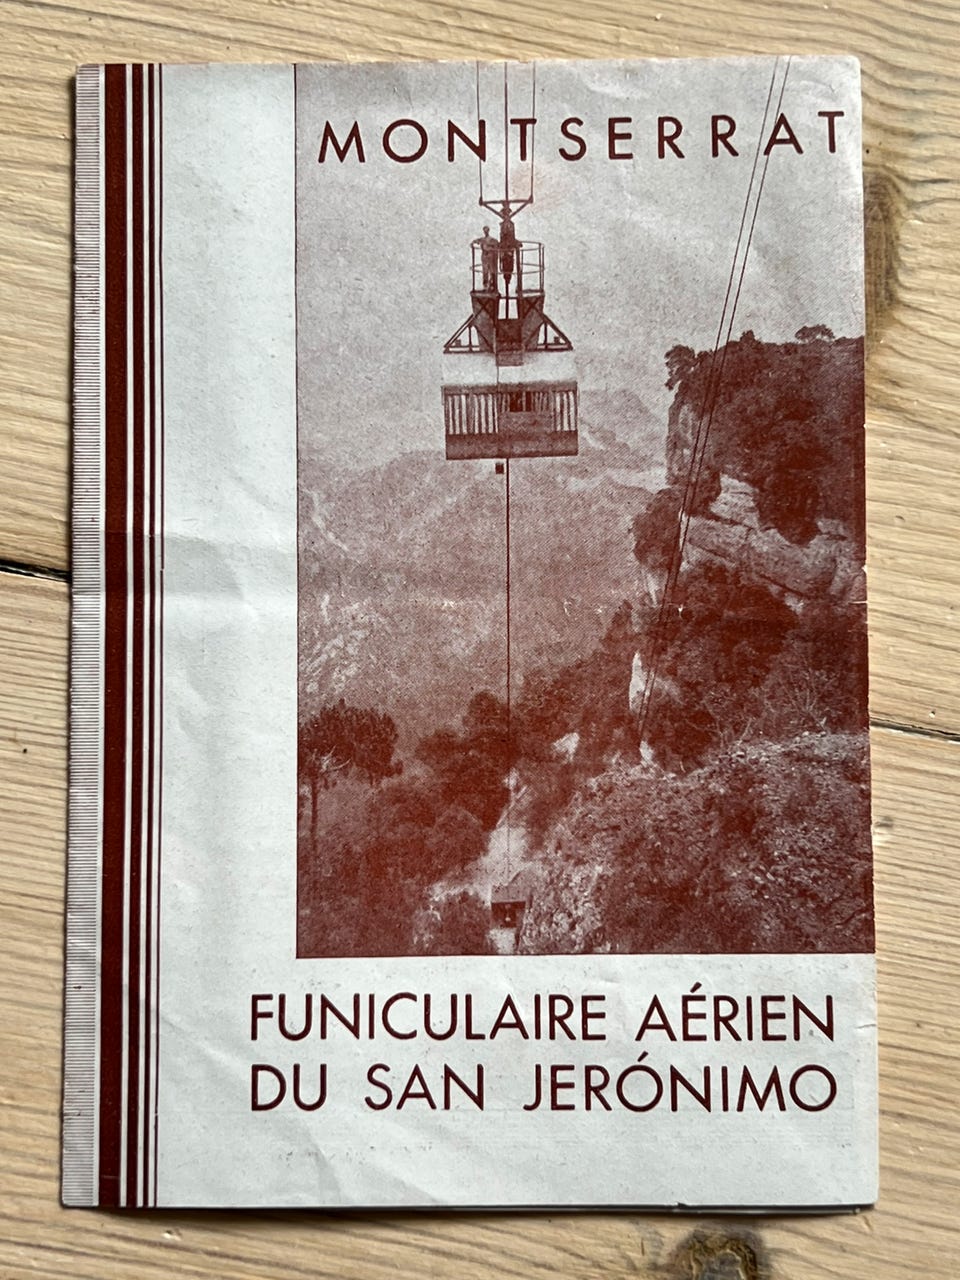 MONTSERRAT
FUNICULAIRE AÉRIEN
DU SAN JERÓNIMO